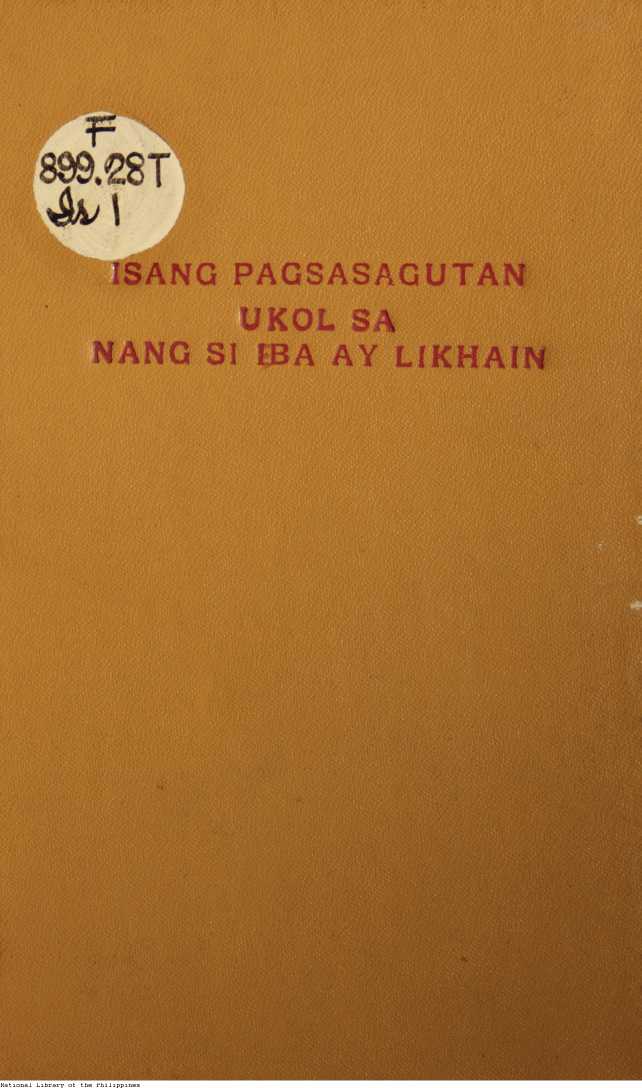 F
899.28T
Is 1
ISANG PAGSASAGUTAN
UKOL SA
NANG SI EBA AY LIKHAIN
National Library of the Philippines